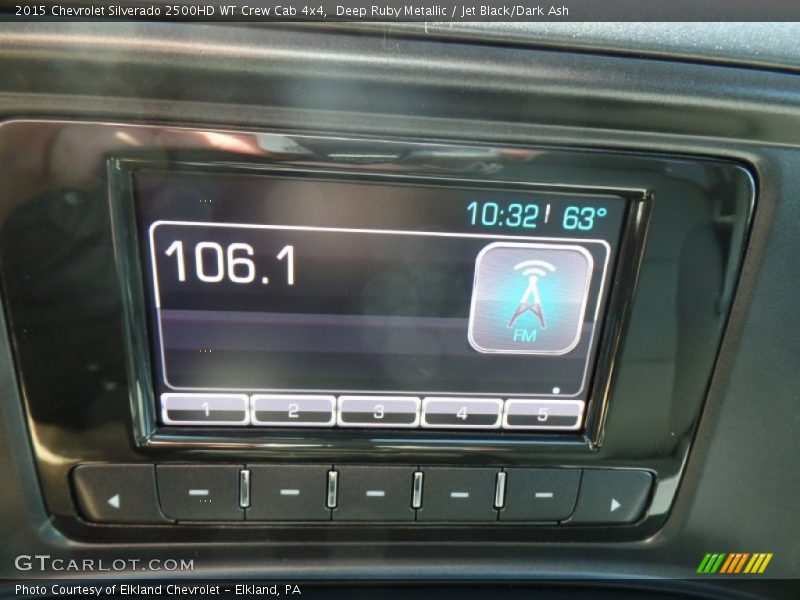 2015 Chevrolet Silverado 2500HD WT Crew Cab 4x4, Deep Ruby Metallic / Jet Black/Dark Ash
10:32 63°
106.1
FM
1 2 3 4 5
GTCARLOT.COM
Photo Courtesy of Elkland Chevrolet - Elkland, PA